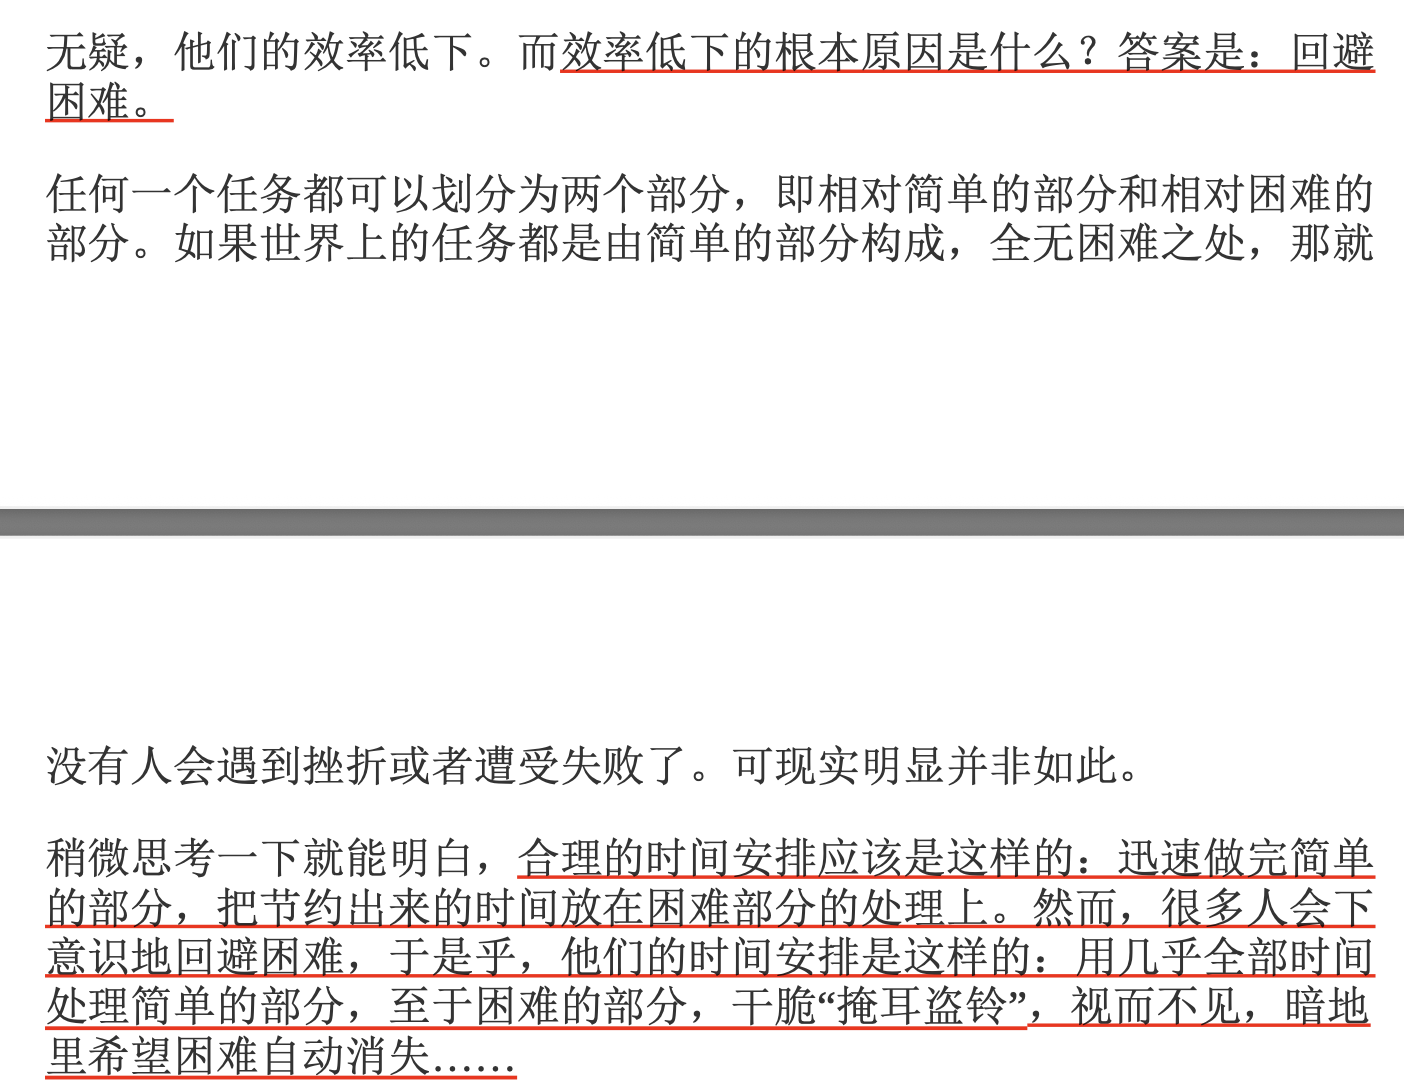 无疑，他们的效率低下。而效率低下的根本原因是什么？答案是：回避
困难。
任何一个任务都可以划分为两个部分，即相对简单的部分和相对困难的
部分。如果世界上的任务都是由简单的部分构成，全无困难之处，那就
没有人会遇到挫折或者遭受失败了。可现实明显并非如此。
稍微思考一下就能明白，合理的时间安排应该是这样的：迅速做完简单
的部分，把节约出来的时间放在困难部分的处理上。然而，很多人会下
意识地回避困难，于是乎，他们的时间安排是这样的：用几乎全部时间
处理简单的部分，至于困难的部分，干脆“掩耳盗铃”，视而不见，暗地
里希望困难自动消失……